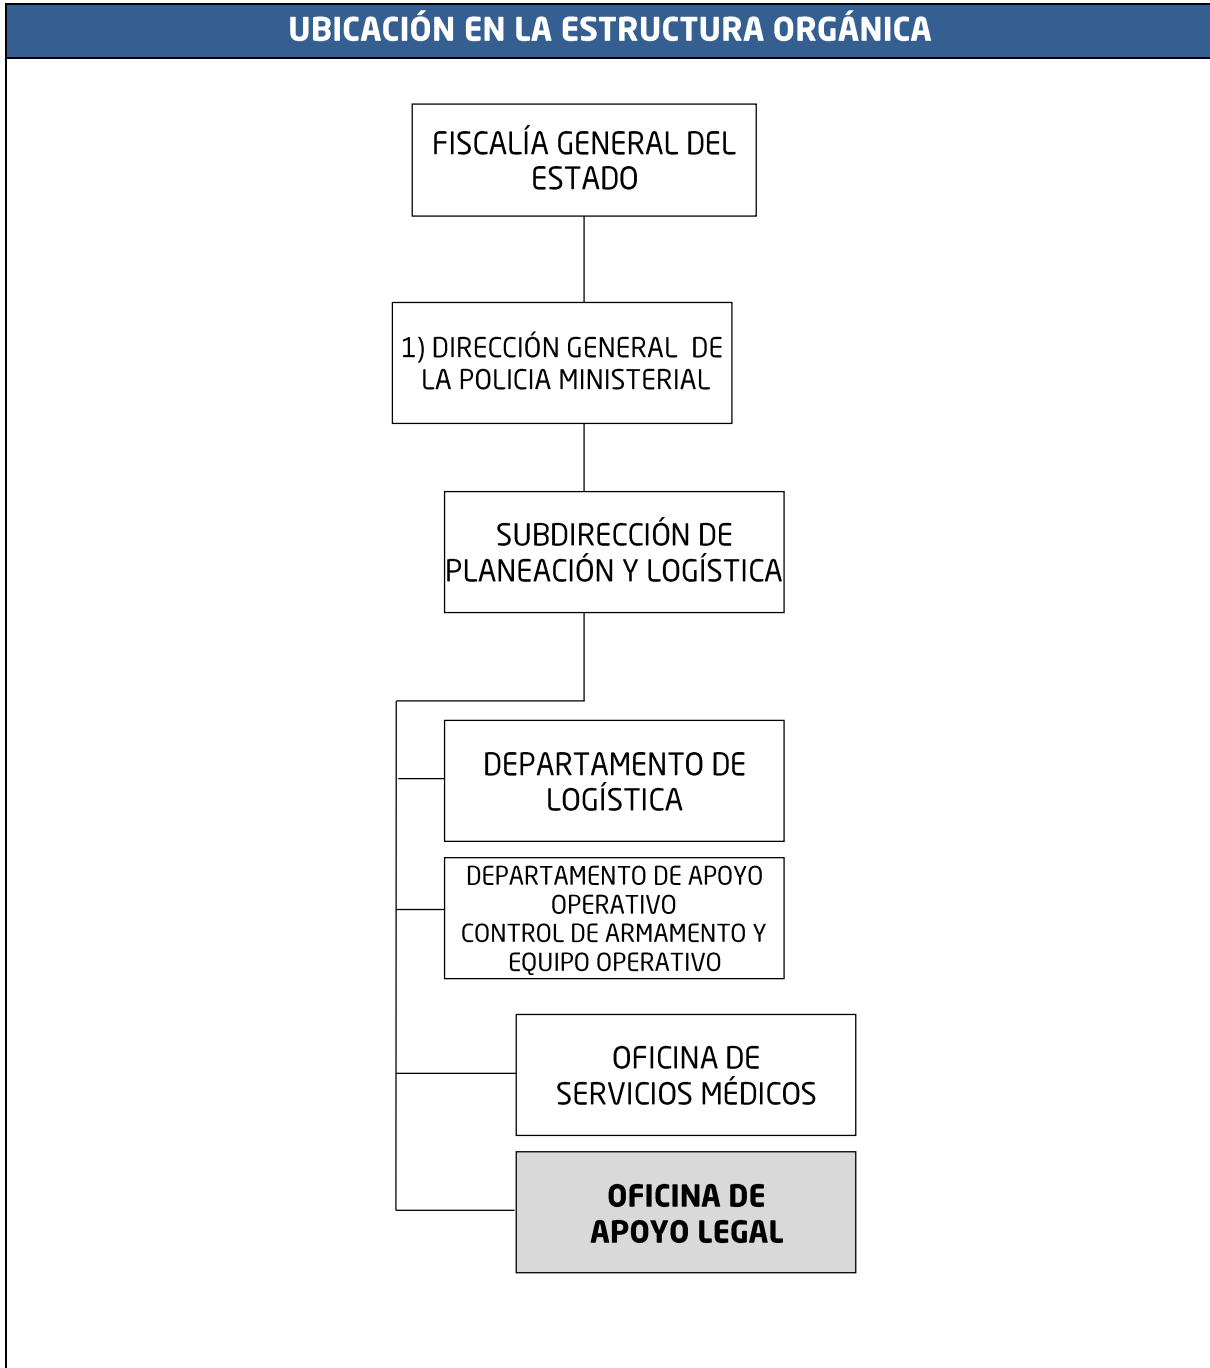 UBICACIÓN EN LA ESTRUCTURA ORGÁNICA
FISCALÍA GENERAL DEL
ESTADO
1) DIRECCIÓN GENERAL  DE
LA POLICIA MINISTERIAL
SUBDIRECCIÓN DE
PLANEACIÓN Y LOGÍSTICA
DEPARTAMENTO DE
LOGÍSTICA
DEPARTAMENTO DE APOYO
OPERATIVO
CONTROL DE ARMAMENTO Y
EQUIPO OPERATIVO
OFICINA DE
SERVICIOS MÉDICOS
OFICINA DE
APOYO LEGAL